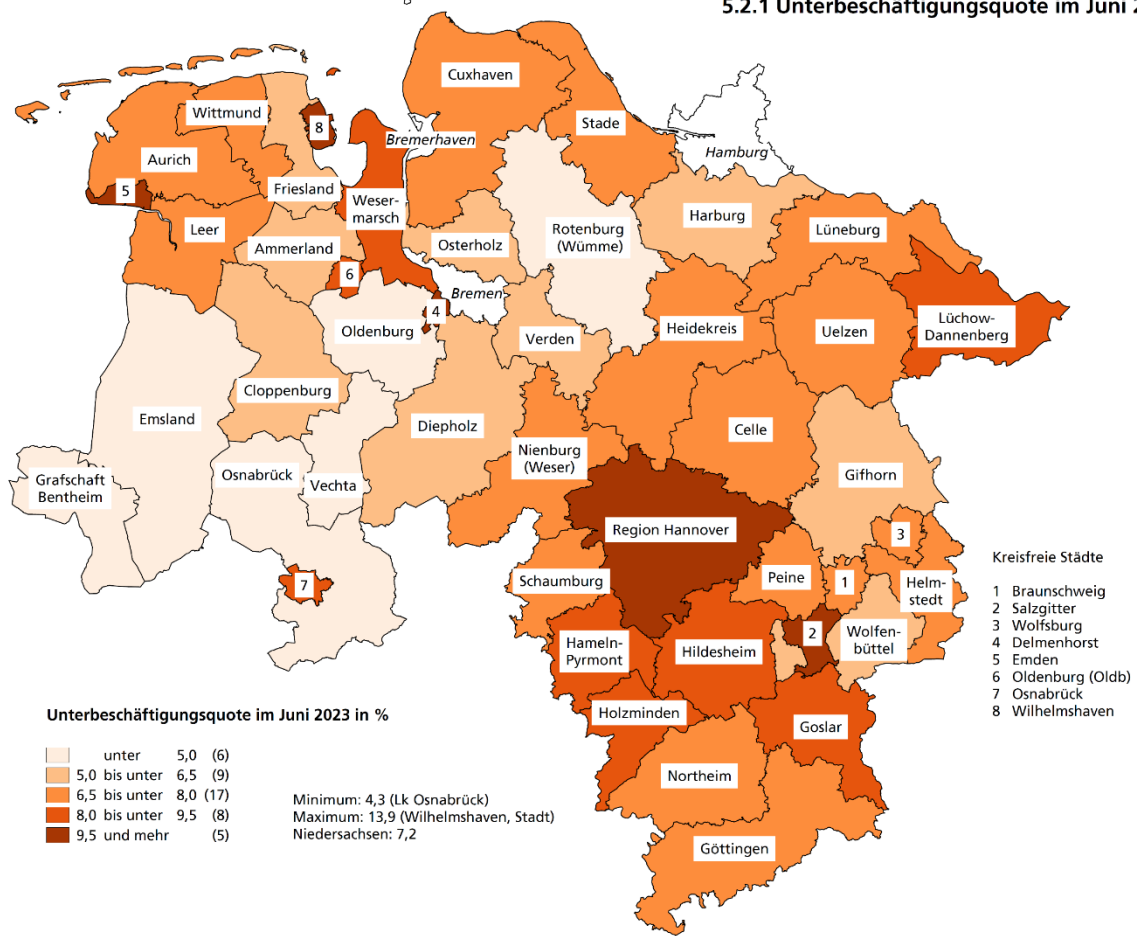 5.2.1 Unterbeschäftigungsquote im Juni 2
Cuxhaven
Wittmund
8
Stade
Bremerhaven
Hamburg
Aurich
5
Friesland
Weser-
marsch
Harburg
Leer
Ammerland
Osterholz
Rotenburg
(Wümme)
Lüneburg
6
Bremen
4
Oldenburg
Verden
Heidekreis
Uelzen
Lüchow-
Dannenberg
Cloppenburg
Emsland
Diepholz
Celle
Nienburg
(Weser)
Gifhorn
Grafschaft
Bentheim
Osnabrück
Vechta
Region Hannover
3
7
Schaumburg
Peine
1
Helm-
stedt
2
Wolfen-
büttel
Hameln-
Pyrmont
Hildesheim
Holzminden
Goslar
Northeim
Göttingen
Kreisfreie Städte
1 Braunschweig
2 Salzgitter
3 Wolfsburg
4 Delmenhorst
5 Emden
6 Oldenburg (Oldb)
7 Osnabrück
8 Wilhelmshaven
Unterbeschäftigungsquote im Juni 2023 in %
unter 5,0 (6)
5,0 bis unter 6,5 (9)
6,5 bis unter 8,0 (17)
8,0 bis unter 9,5 (8)
9,5 und mehr (5)
Minimum: 4,3 (Lk Osnabrück)
Maximum: 13,9 (Wilhelmshaven, Stadt)
Niedersachsen: 7,2